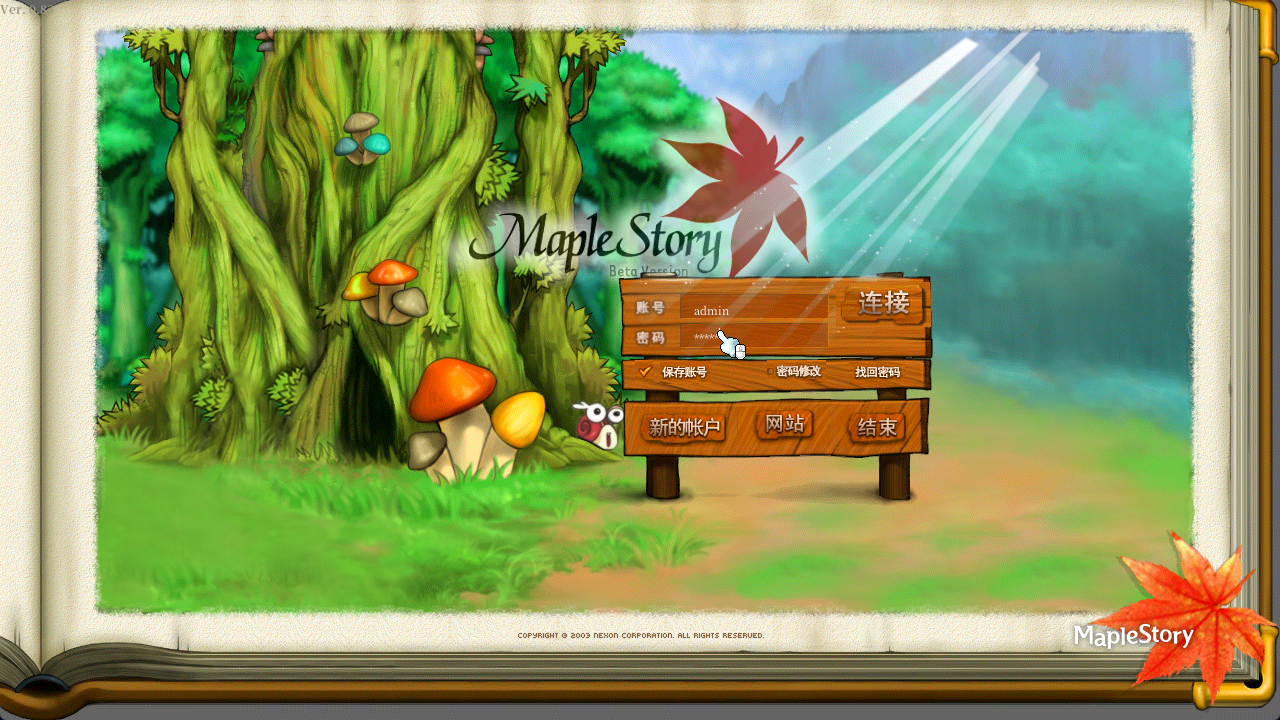 MapleStory
Beta Version
账号 admin 连接
密码 *****
保存账号 密码修改 找回密码
新的帐户 网站 结束
COPYRIGHT @ 2003 NEXON CORPORATION. ALL RIGHTS RESERVED.
MapleStory